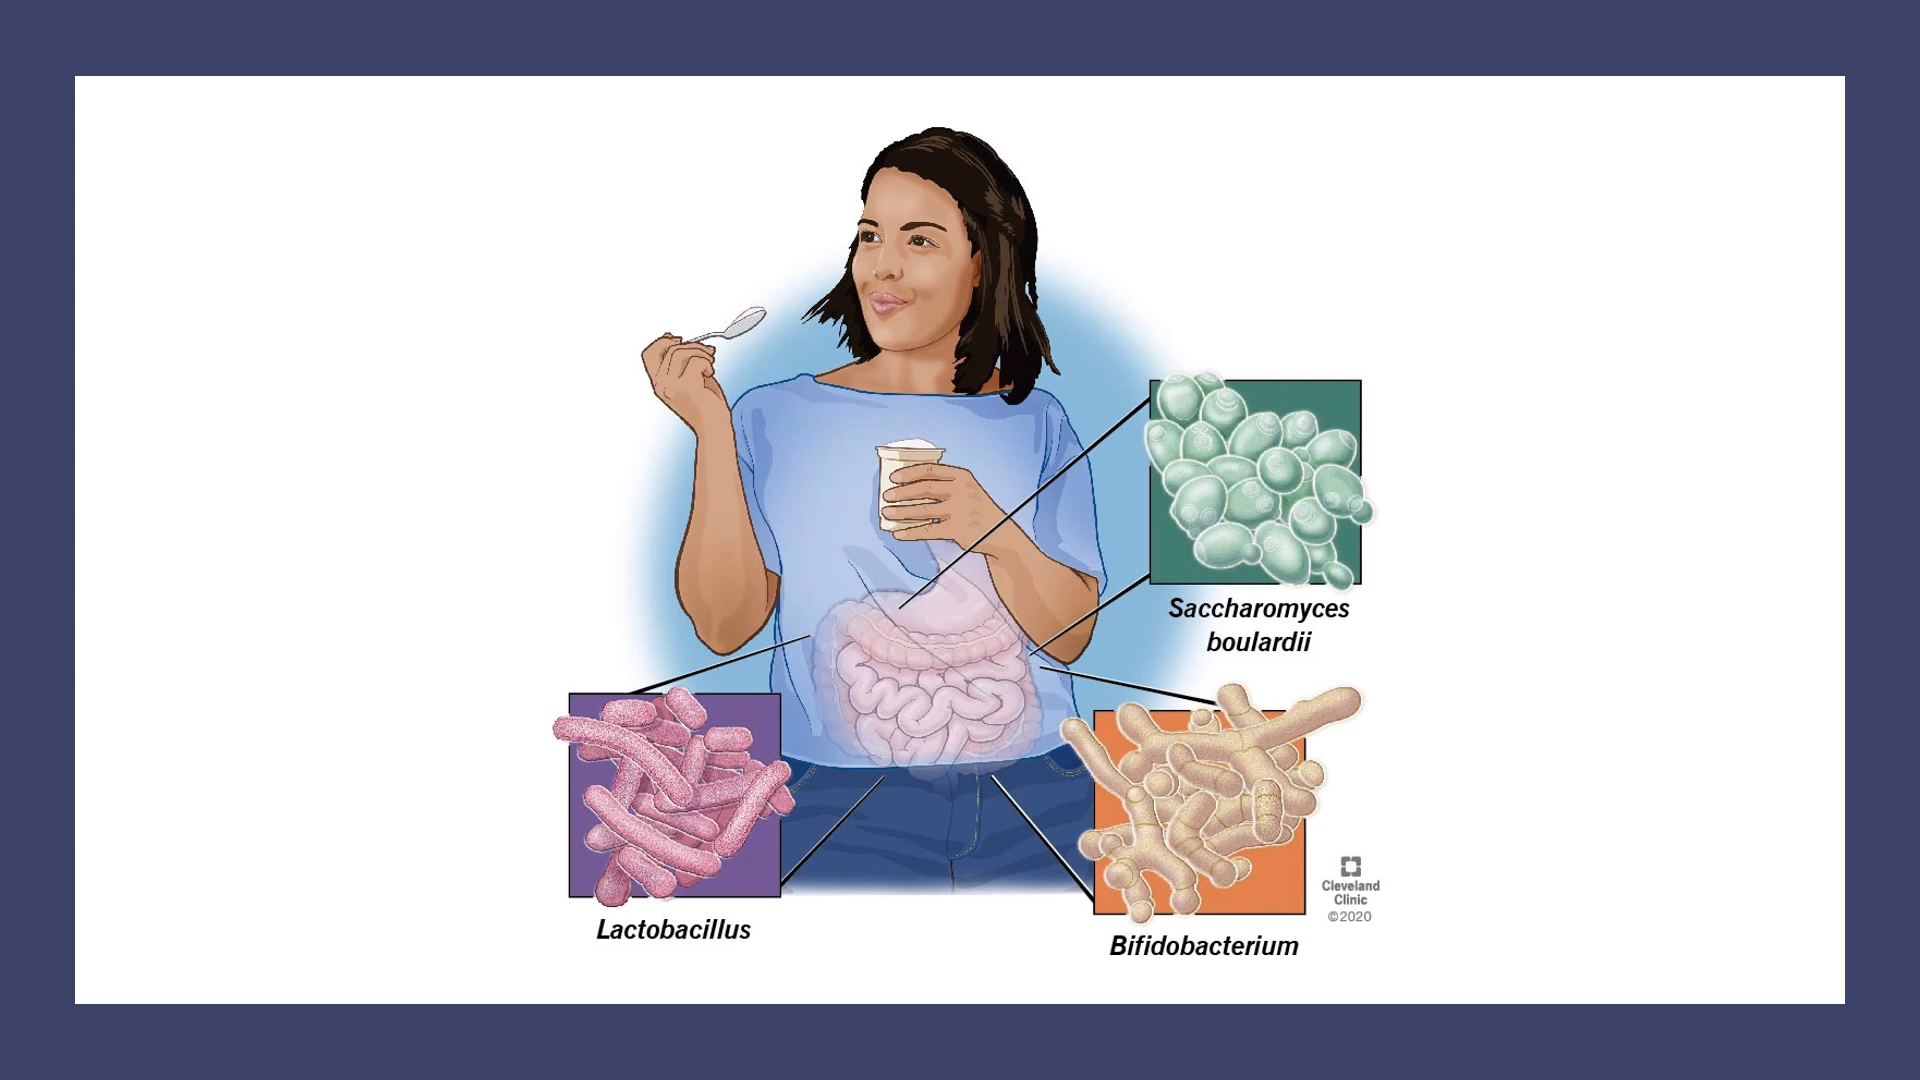 Saccharomyces
boulardii
Lactobacillus
Bifidobacterium
Cleveland
Clinic
©2020